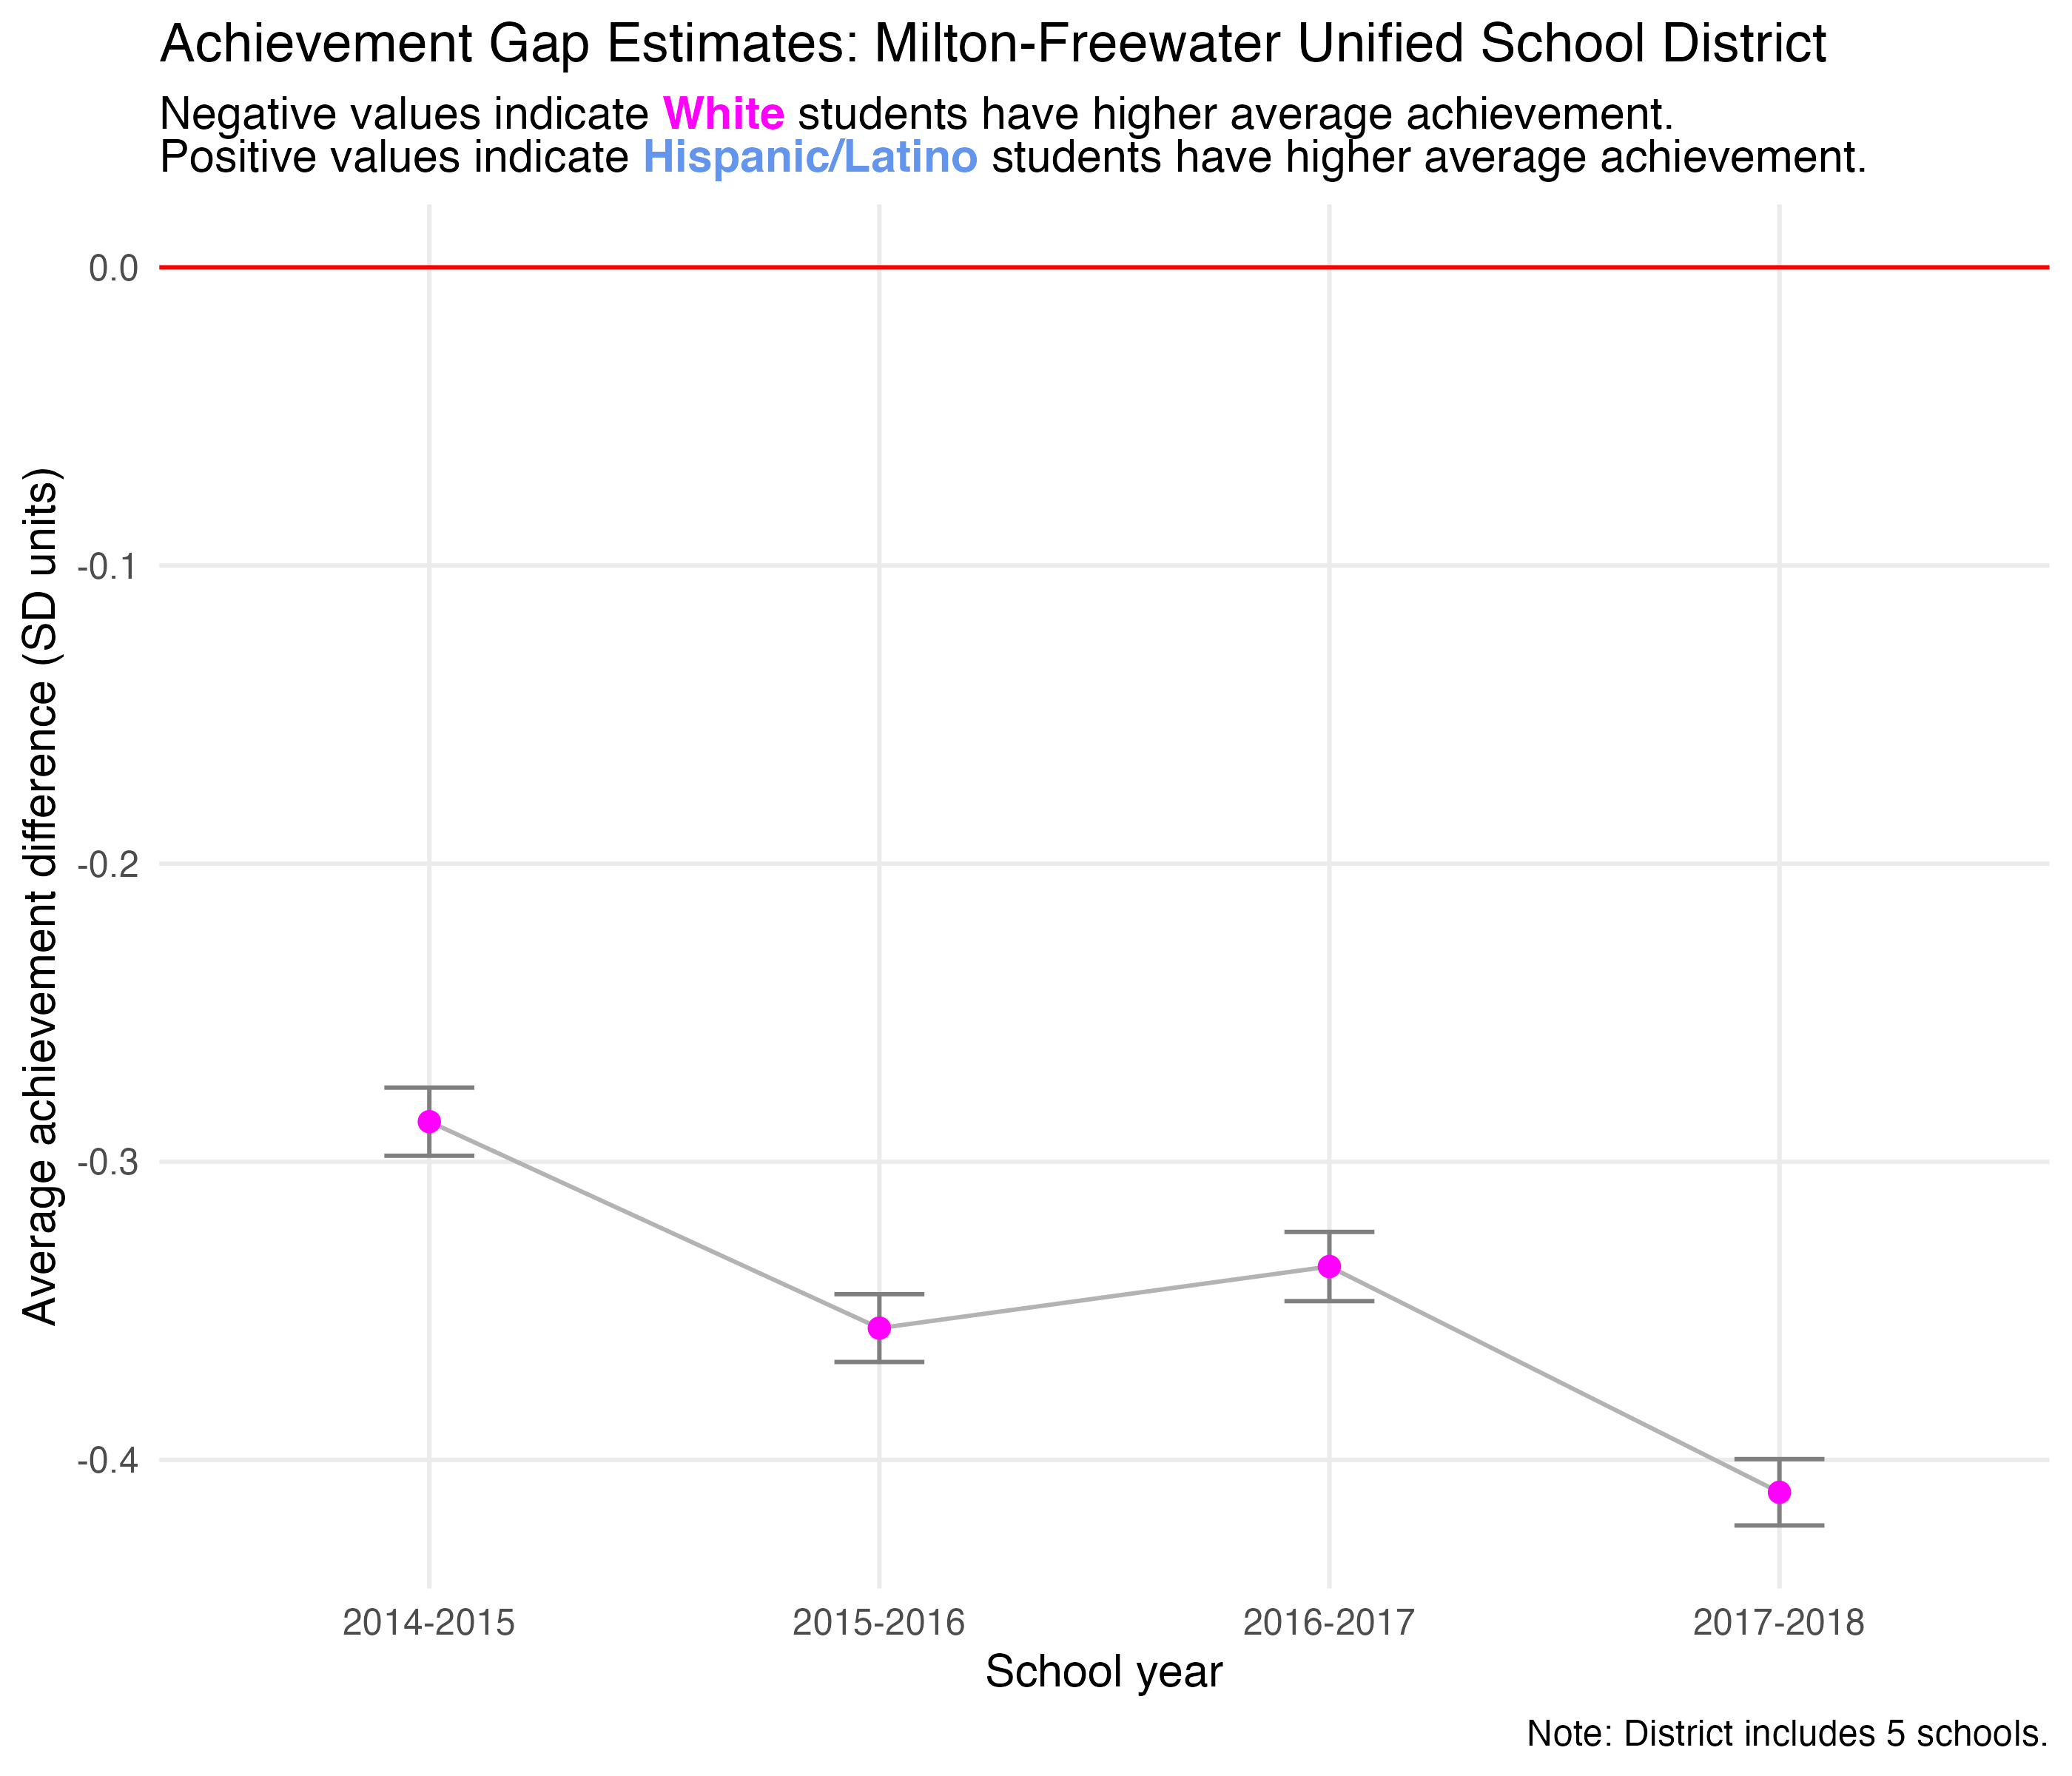 Achievement Gap Estimates: Milton-Freewater Unified School District
Negative values indicate White students have higher average achievement.
Positive values indicate Hispanic/Latino students have higher average achievement.
Average achievement difference (SD units)
0.0
-0.1
-0.2
-0.3
-0.4
2014-2015
2015-2016
2016-2017
2017-2018
School year
Note: District includes 5 schools.